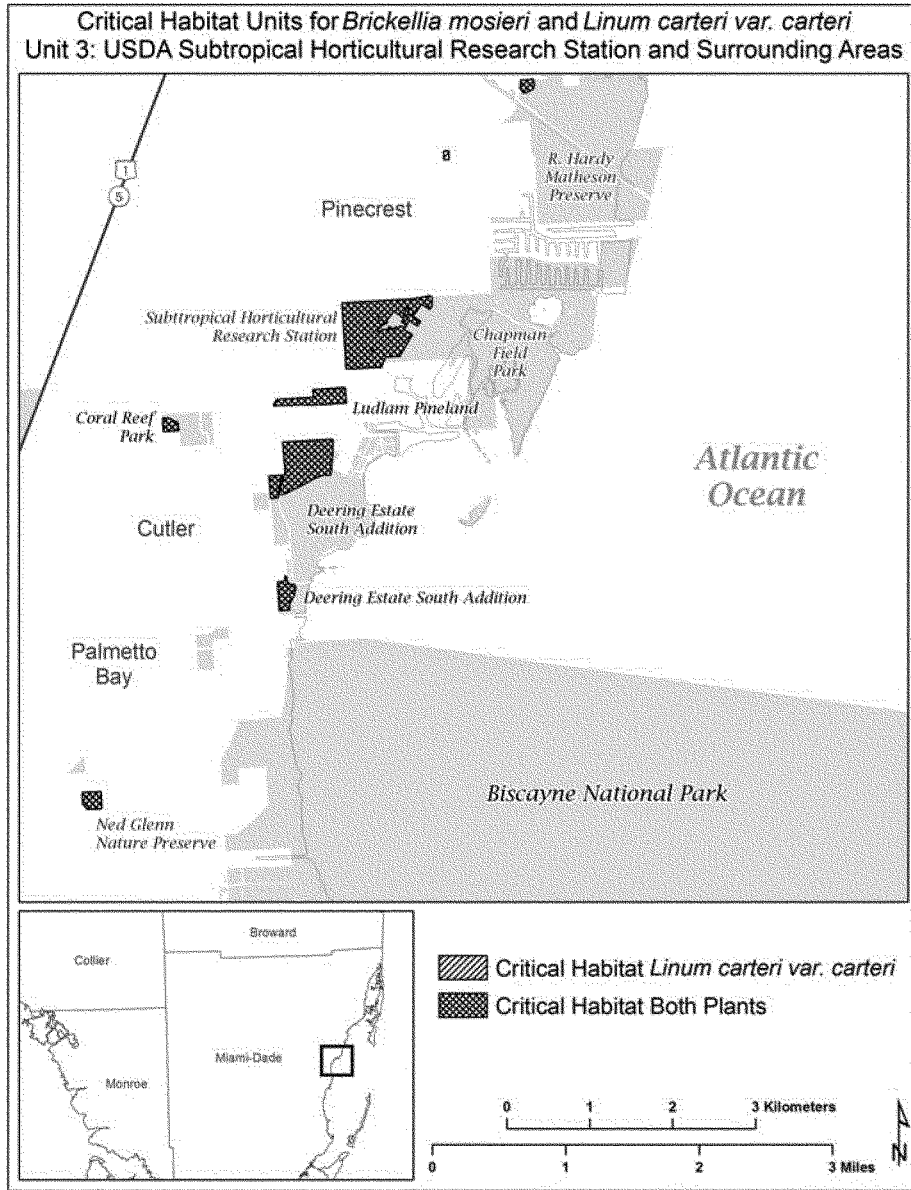 Critical Habitat Units for Brickellia mosieri and Linum carteri var. carteri
Unit 3: USDA Subtropical Horticultural Research Station and Surrounding Areas
1
5
R. Hardy
Matheson
Preserve
Pinecrest
Subttropical Horticultural
Research Station
Chapman
Field
Park
Coral Reef
Park
Ludlam Pineland
Atlantic
Ocean
Cutler
Deering Estate
South Addition
Deering Estate South Addition
Palmetto
Bay
Biscayne National Park
Ned Glenn
Nature Preserve
Broward
Collier
Miami-Dade
Monroe
Critical Habitat Linum carteri var. carteri
Critical Habitat Both Plants
0 1 2 3 Kilometers
0 1 2 3 Miles
N